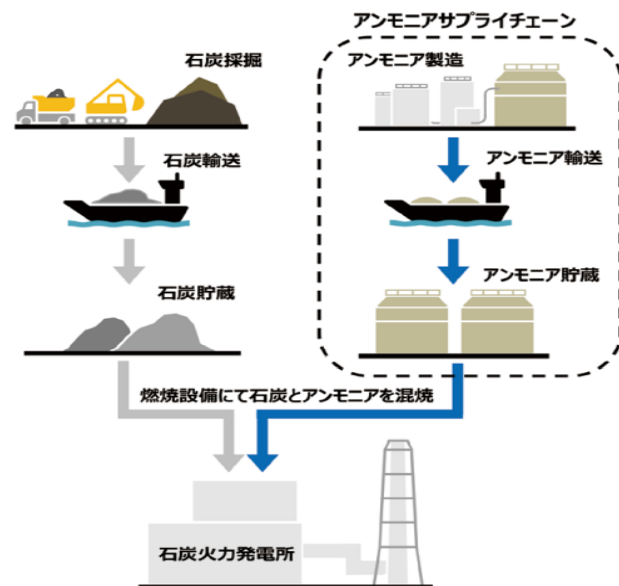 アンモニアサプライチェーン
石炭採掘
アンモニア製造
石炭輸送
アンモニア輸送
石炭貯蔵
アンモニア貯蔵
燃焼設備にて石炭とアンモニアを混焼
石炭火力発電所